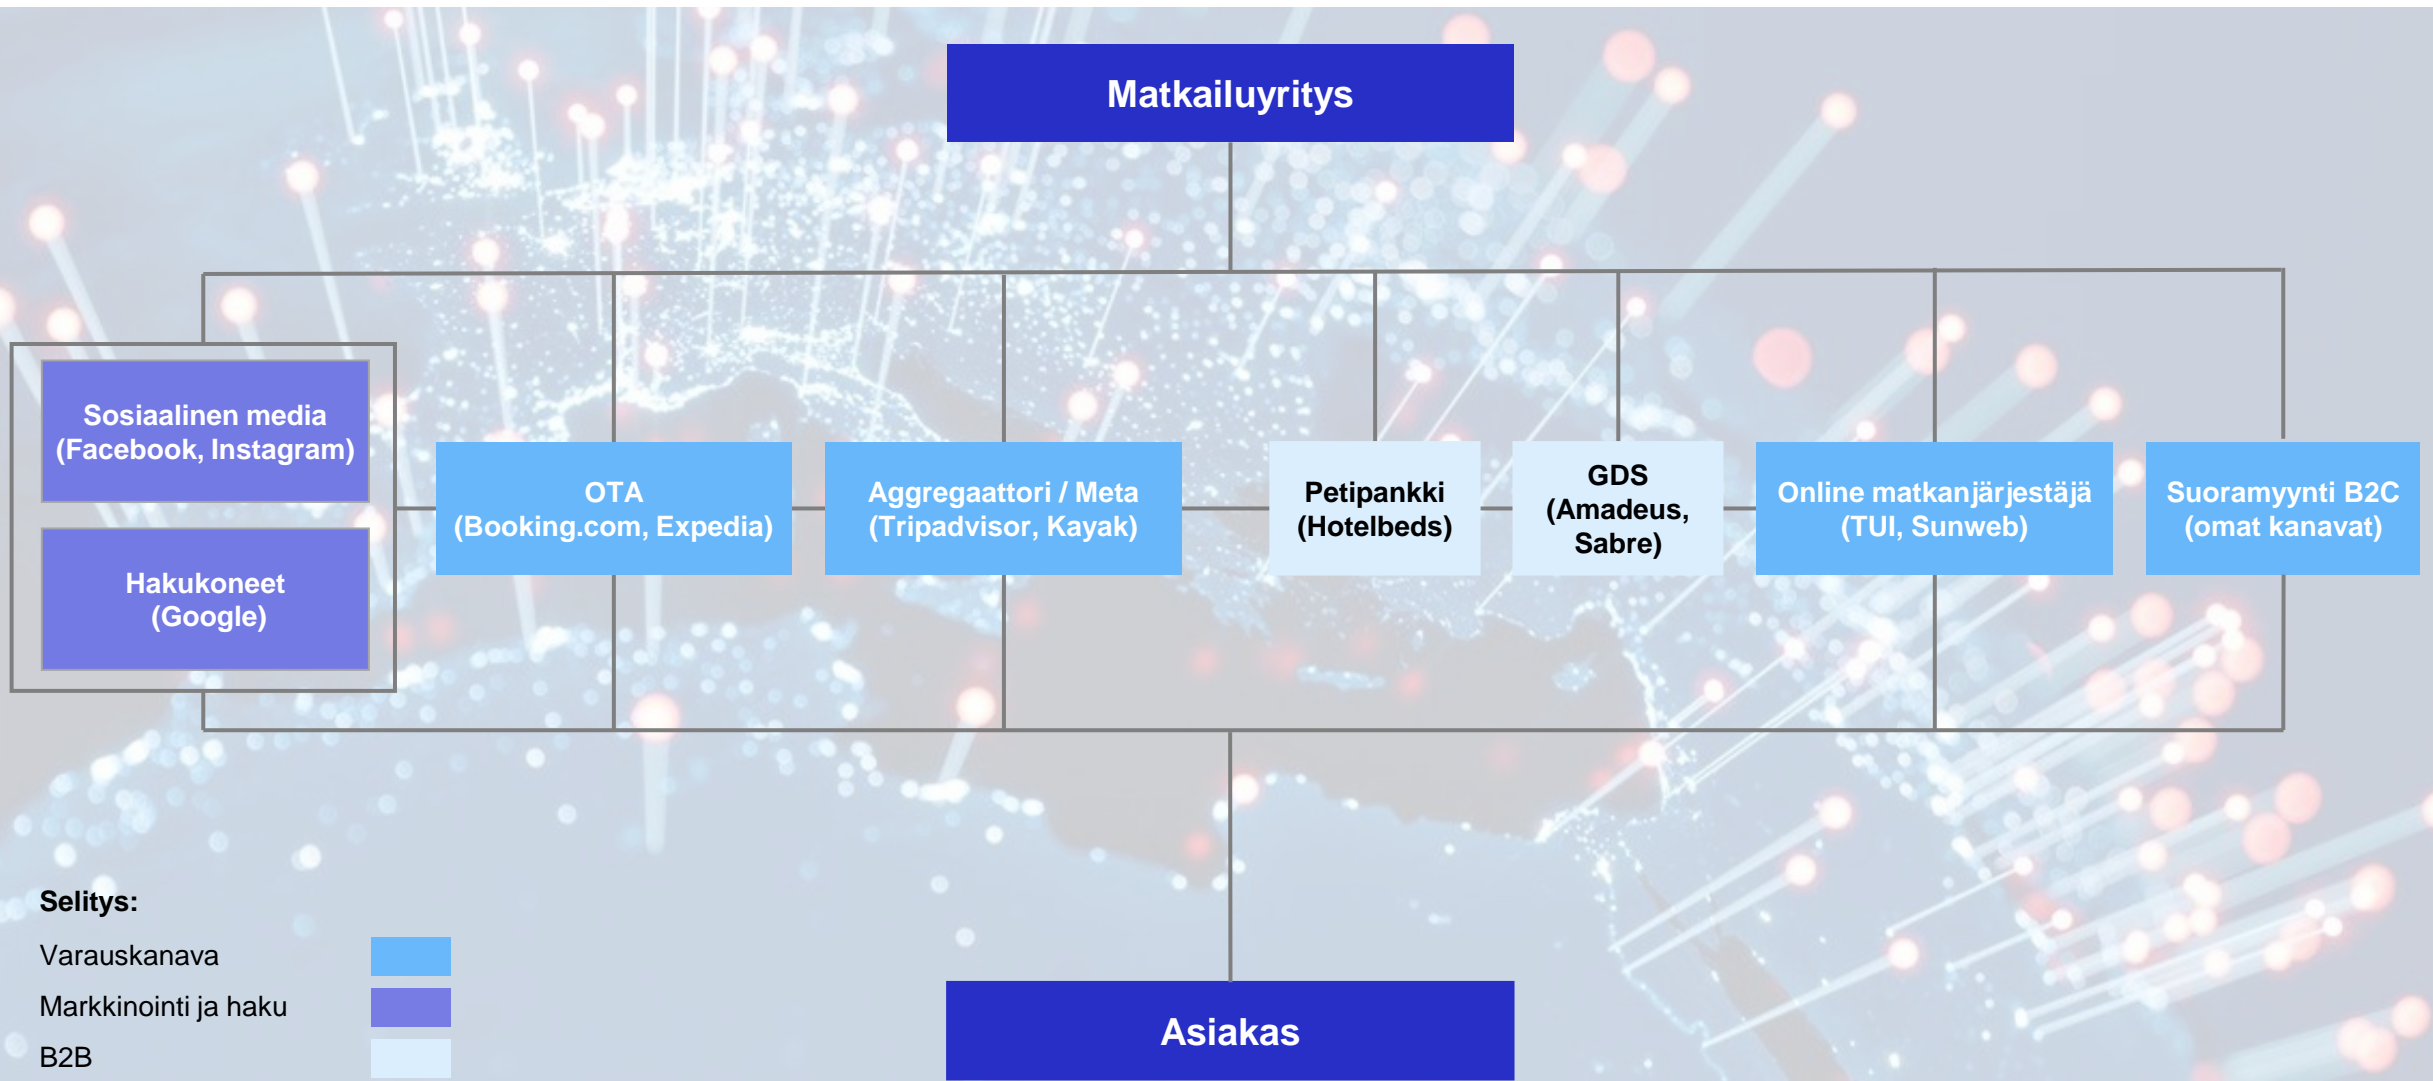 Matkailuyritys
Sosiaalinen media
(Facebook, Instagram)
Hakukoneet
(Google)
OTA
(Booking.com, Expedia)
Aggregaattori / Meta
(Tripadvisor, Kayak)
Petipankki
(Hotelbeds)
GDS
(Amadeus,
Sabre)
Online matkanjärjestäjä
(TUI, Sunweb)
Suoramyynti B2C
(omat kanavat)
Selitys:
Varauskanava
Markkinointi ja haku
B2B
Asiakas